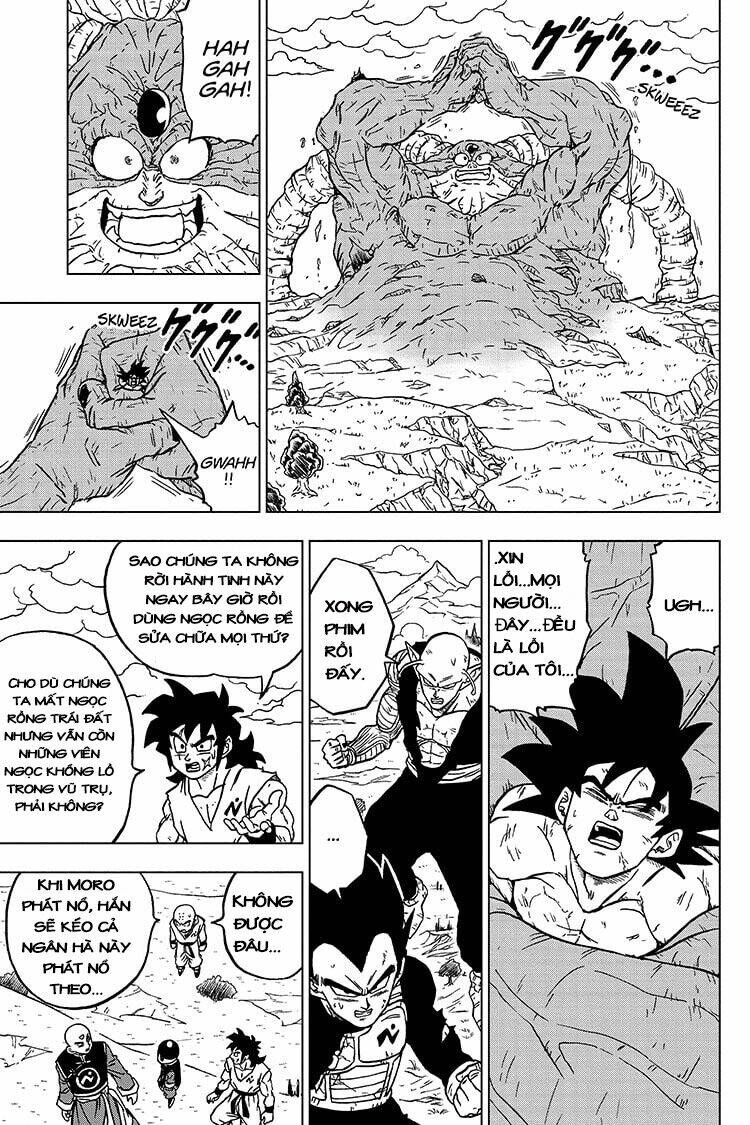 ググググ...
SKWEEEZ
HAH
GAH
GAH!
SKWEEZ
ググググ...
GWAHH
!!
UGH...
.XIN
LỖI...MỌI
NGƯỜI...
ĐÂY...ĐỀU
LÀ LỖI
CỦA TÔI...
XONG
PHIM
RỒI
ĐẤY.
...
SAO CHÚNG TA KHÔNG
RỜI HÀNH TINH NÀY
NGAY BÂY GIỜ RỒI
DÙNG NGỌC RỒNG ĐỂ
SỬA CHỮA MỌI THỨ?
CHO DÙ CHÚNG
TA MẤT NGỌC
RỒNG TRÁI ĐẤT
NHƯNG VẪN CÒN
NHỮNG VIÊN
NGỌC KHỔNG LỒ
TRONG VŨ TRỤ,
PHẢI KHÔNG?
KHÔNG
ĐƯỢC
ĐÂU...
KHI MORO
PHÁT NỔ, HẮN
SẼ KÉO CẢ
NGÂN HÀ NÀY
PHÁT NỔ
THEO...